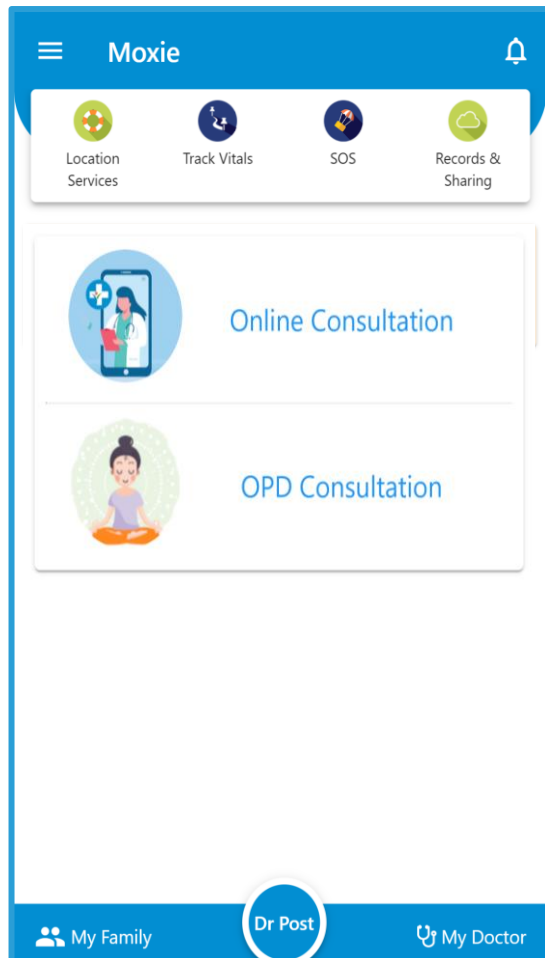 Moxie
Location
Services
Track Vitals
SOS
Records &
Sharing
Online Consultation
OPD Consultation
My Family
Dr Post
My Doctor